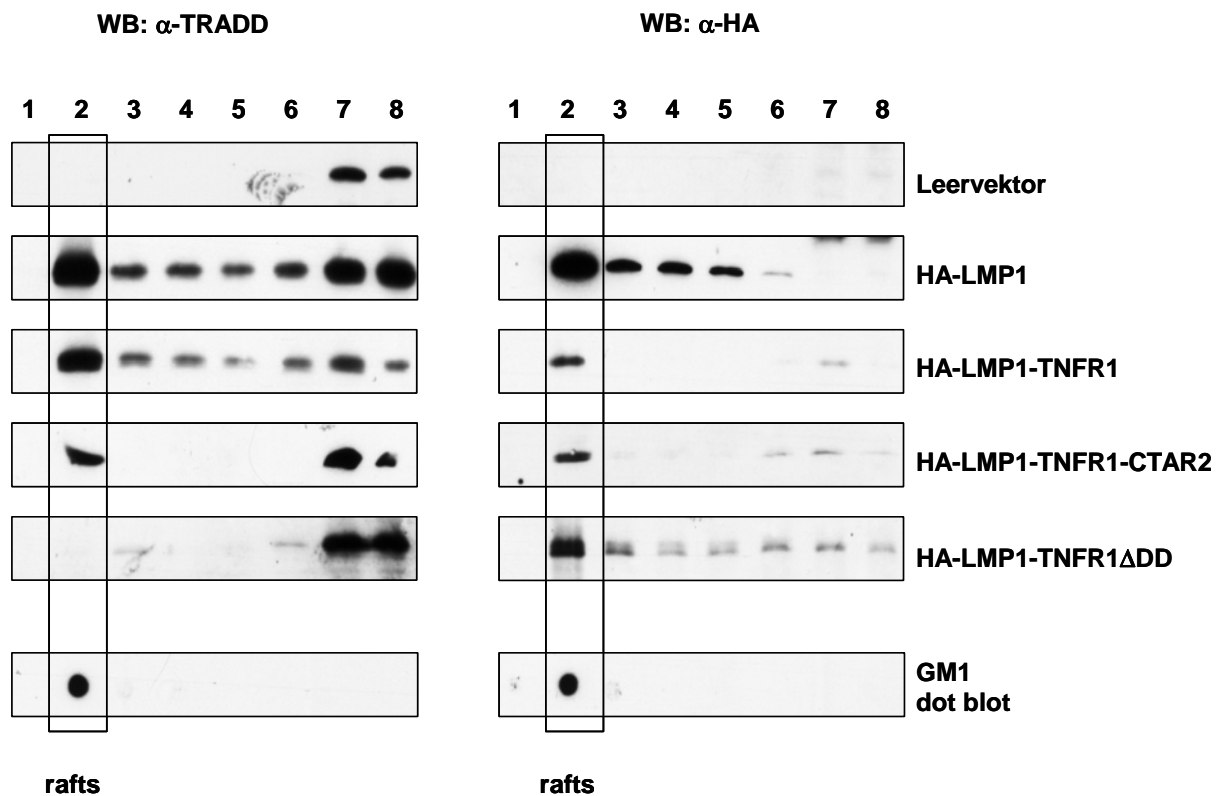 WB: α-TRADD WB: α-HA
1 2 3 4 5 6 7 8 1 2 3 4 5 6 7 8
Leervektor
HA-LMP1
HA-LMP1-TNFR1
HA-LMP1-TNFR1-CTAR2
HA-LMP1-TNFR1ΔDD
GM1
dot blot
rafts rafts